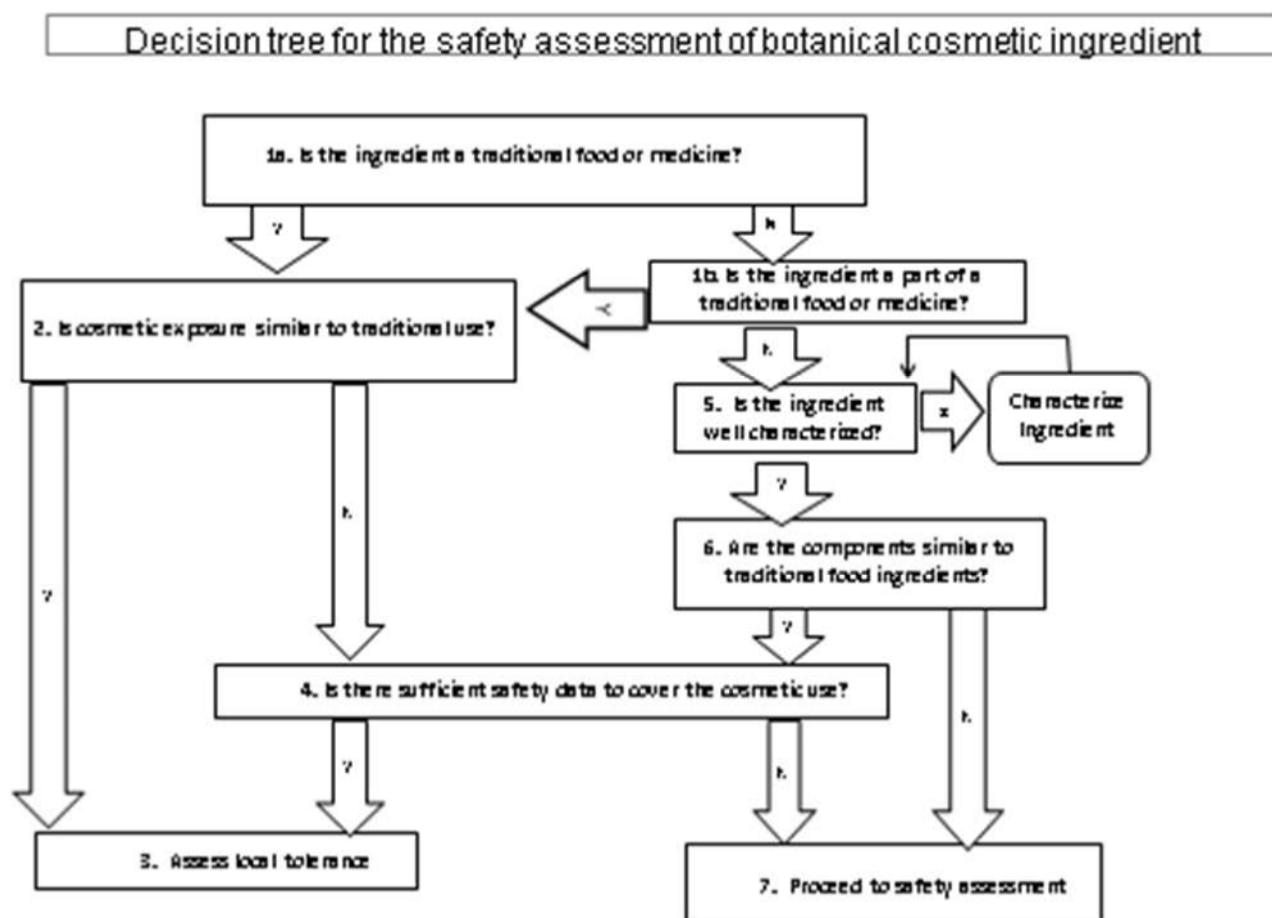 Decision tree for the safety assessment of botanical cosmetic ingredient
1a. Is the ingredient a traditional food or medicine?
Y
N
1b. Is the ingredient a part of a
traditional food or medicine?
Y
2. Is cosmetic exposure similar to traditional use?
N
5. Is the ingredient
well characterized?
Characterize
Ingredient
Y
6. Are the components similar to
traditional food ingredients?
Y
N
Y
4. Is there sufficient safety data to cover the cosmetic use?
N
Y
N
3. Assess local tolerance
7. Proceed to safety assessment